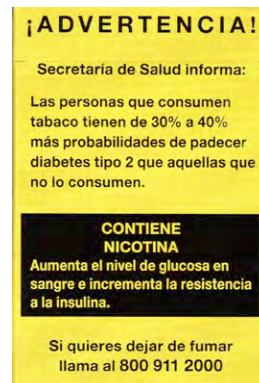 ¡ADVERTENCIA!
Secretaría de Salud informa:
Las personas que consumen
tabaco tienen de 30% a 40%
más probabilidades de padecer
diabetes tipo 2 que aquellas que
no lo consumen.
CONTIENE
NICOTINA
Aumenta el nivel de glucosa en
sangre e incrementa la resistencia
a la insulina.
Si quieres dejar de fumar
llama al 800 911 2000